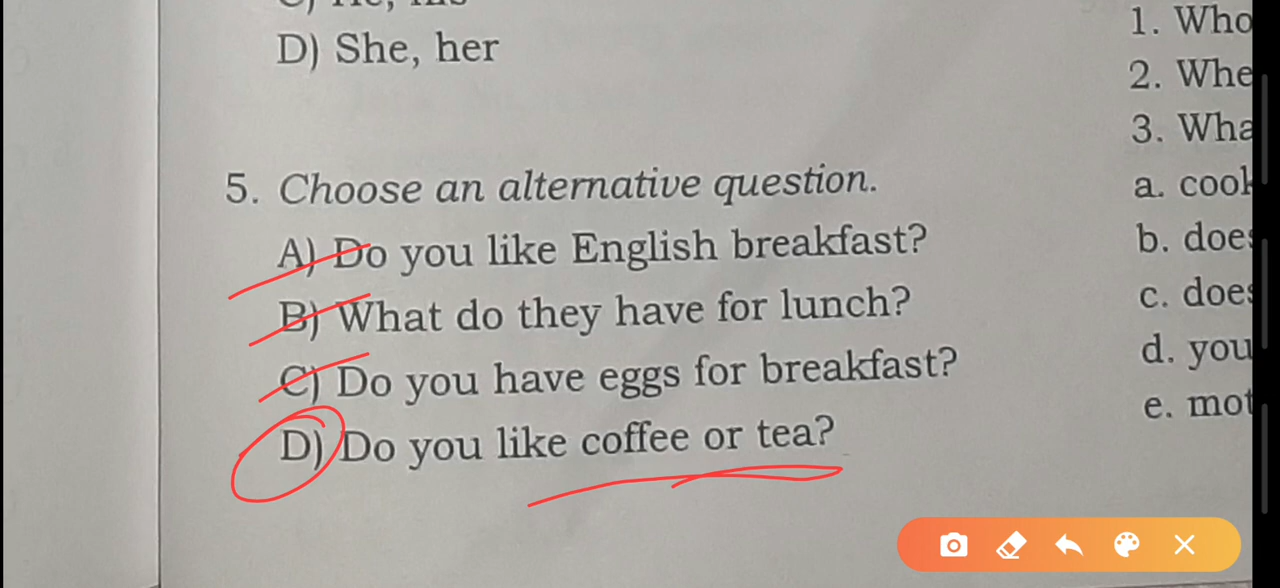 D) She, her
5. Choose an alternative question.
A) Do you like English breakfast?
B) What do they have for lunch?
C) Do you have eggs for breakfast?
D) Do you like coffee or tea?
1. Who
2. Whe
3. Wha
a. cook
b. does
c. does
d. you
e. mot